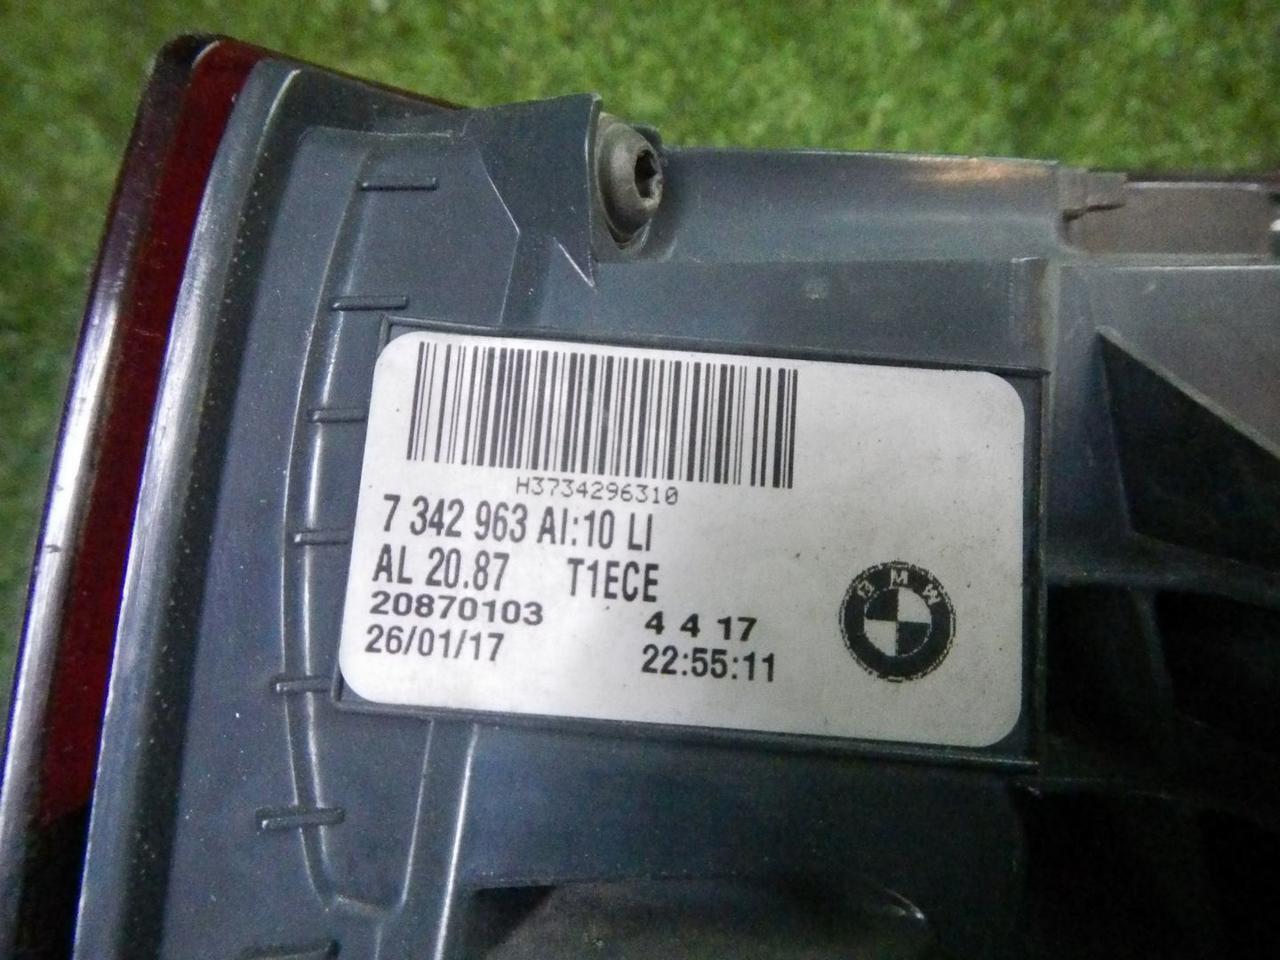 H3734296310
7 342 963 AI:10 LI
AL 20.87 T1ECE
20870103 4 4 17
26/01/17 22:55:11
BMW